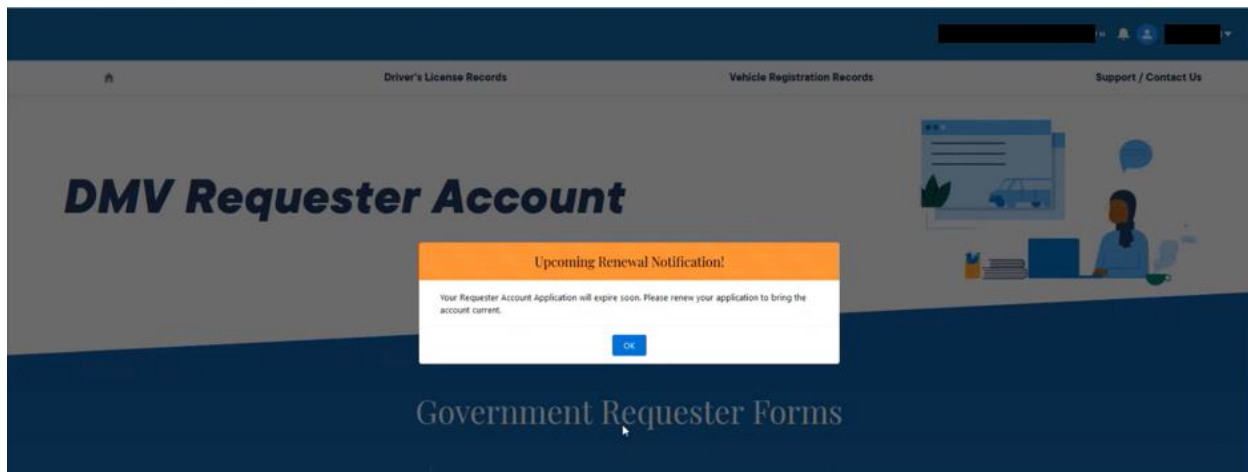 Driver's License Records
Vehicle Registration Records
Support / Contact Us
DMV Requester Account
Upcoming Renewal Notification!
Your Requester Account Application will expire soon. Please renew your application to bring the
account current.
OK
Government Requester Forms